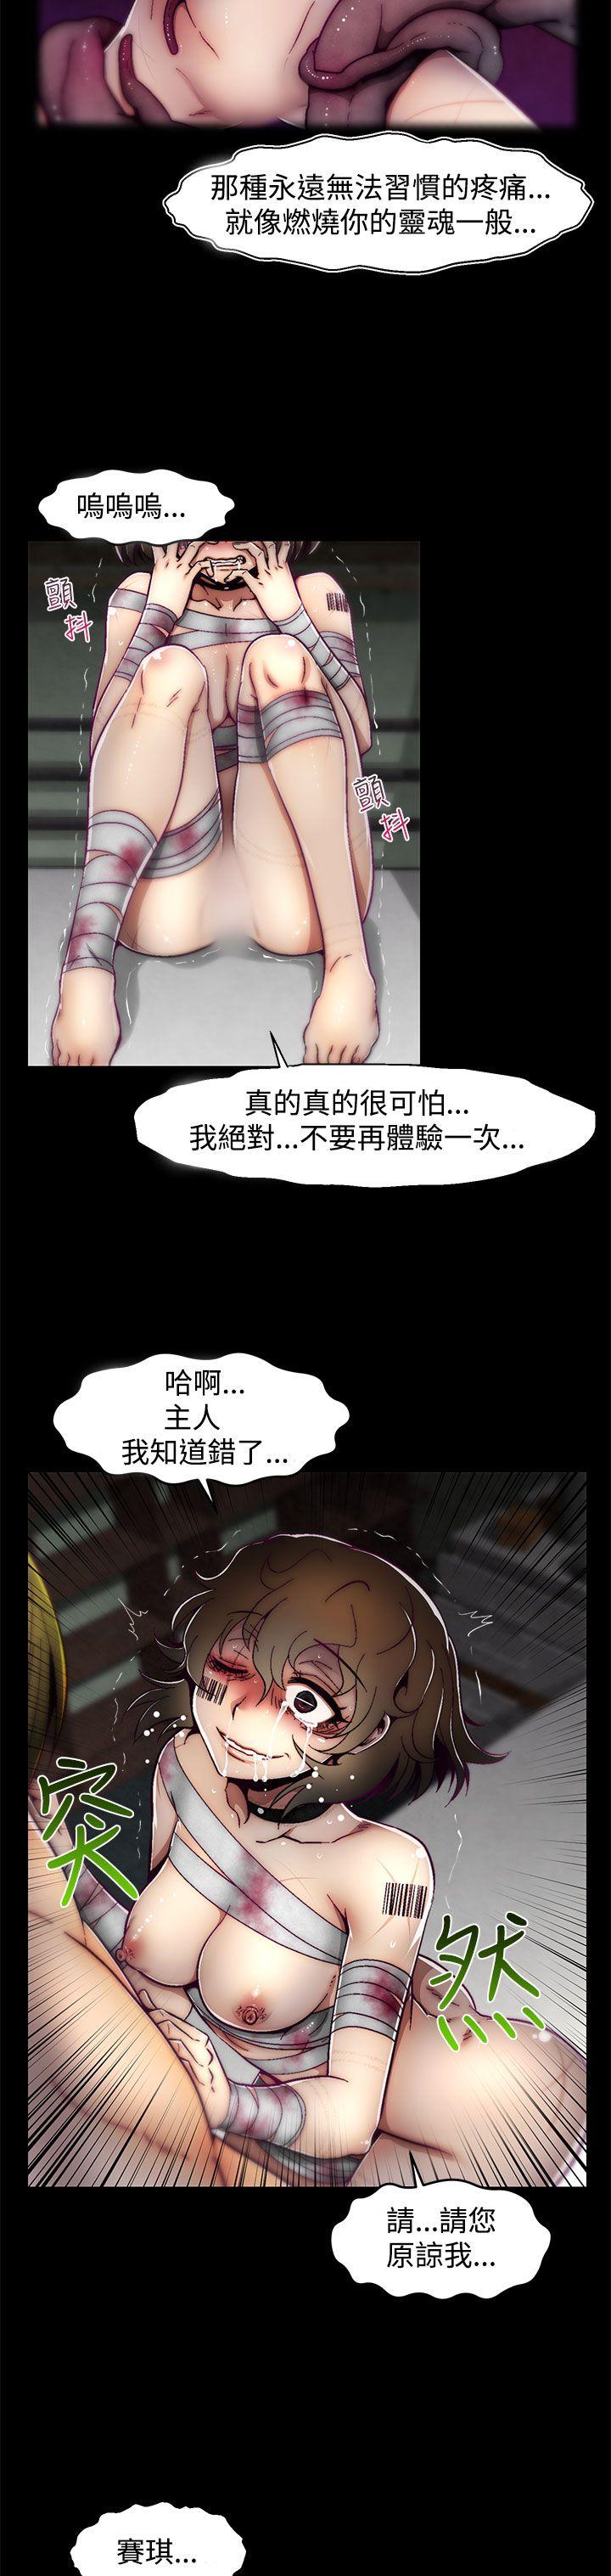 那種永遠無法習慣的疼痛...
就像燃燒你的靈魂一般...
嗚嗚嗚...
顫
抖
顫
抖
真的真的很可怕...
我絕對...不要再體驗一次...
哈啊...
主人
我知道錯了...
突
然
請...請您
原諒我...
賽琪...